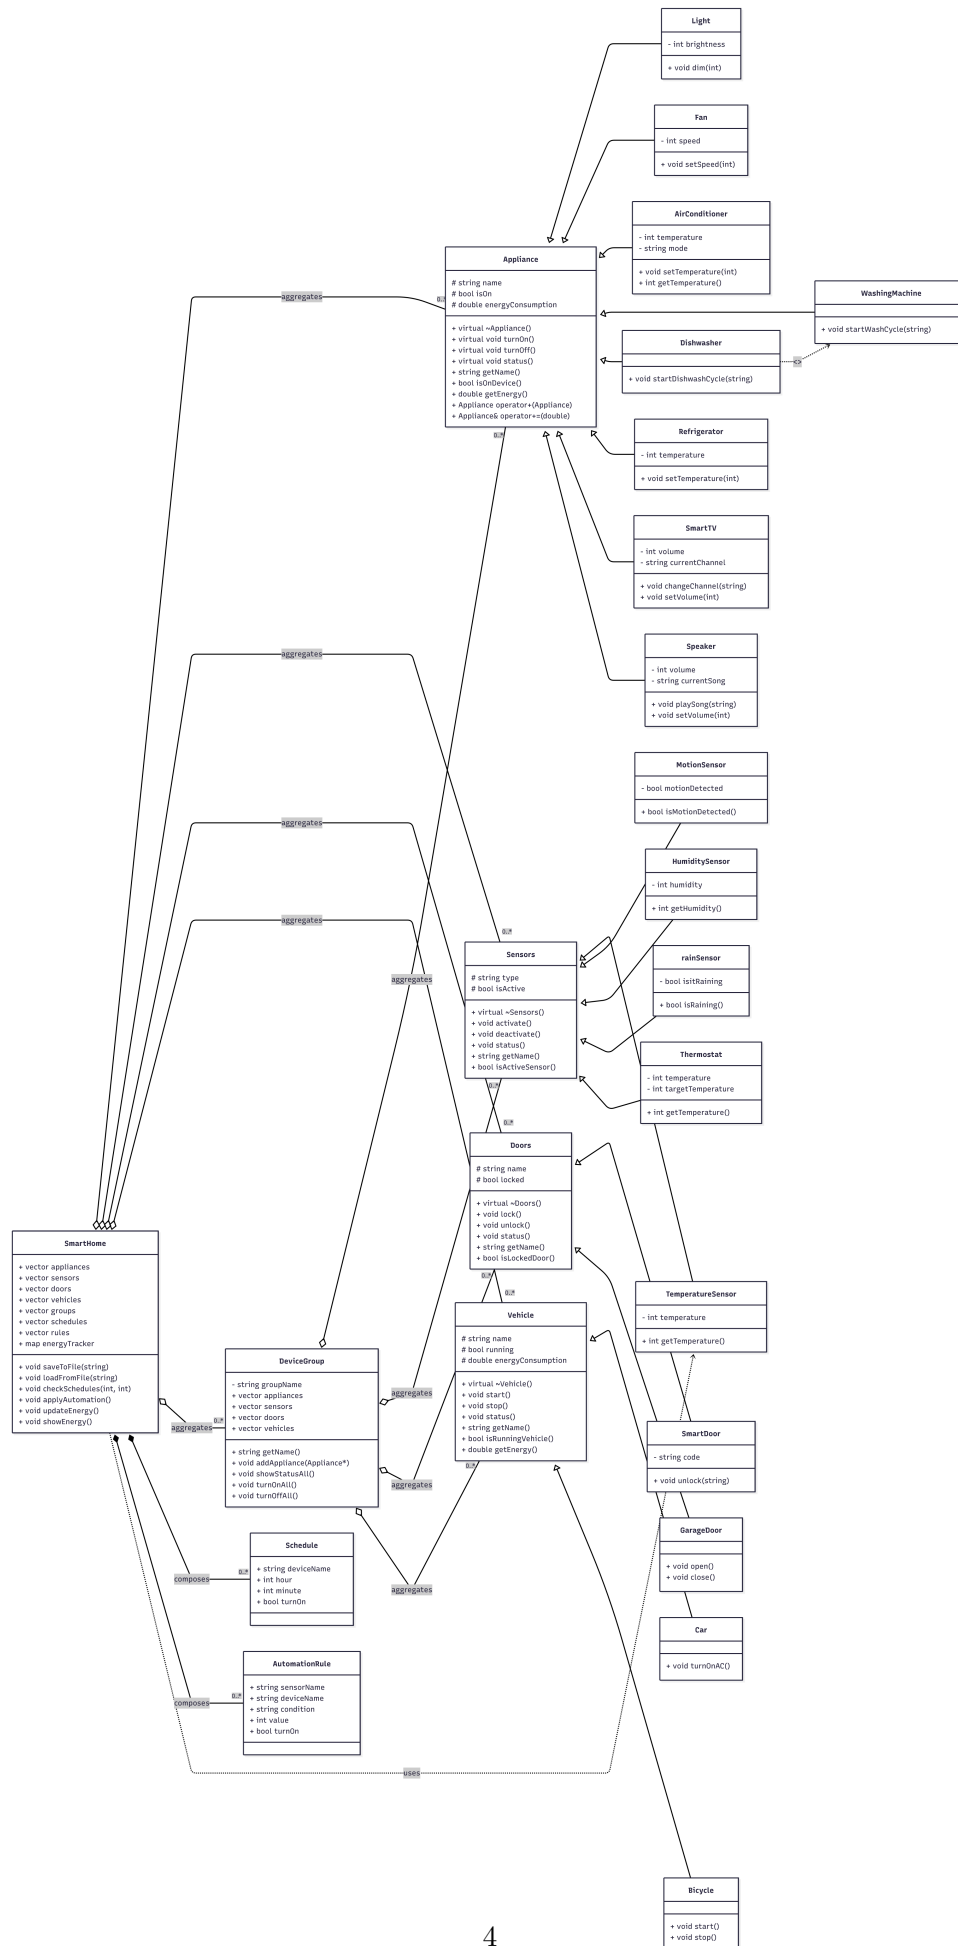 Light
- int brightness
+ void dim(int)
Fan
- int speed
+ void setSpeed(int)
AirConditioner
- int temperature
- string mode
+ void setTemperature(int)
+ int getTemperature()
Appliance
# string name
# bool isOn
# double energyConsumption
+ virtual ~Appliance()
+ virtual void turnOn()
+ virtual void turnOff()
+ virtual void status()
+ string getName()
+ bool isOnDevice()
+ double getEnergy()
+ Appliance operator+(Appliance)
+ Appliance& operator+=(double)
aggregates
0..*
WashingMachine
+ void startWashCycle(string)
Dishwasher
+ void startDishwashCycle(string)
<>
0..*
Refrigerator
- int temperature
+ void setTemperature(int)
SmartTV
- int volume
- string currentChannel
+ void changeChannel(string)
+ void setVolume(int)
Speaker
- int volume
- string currentSong
+ void playSong(string)
+ void setVolume(int)
aggregates
MotionSensor
- bool motionDetected
+ bool isMotionDetected()
aggregates
HumiditySensor
- int humidity
+ int getHumidity()
aggregates
0..*
Sensors
# string type
# bool isActive
+ virtual ~Sensors()
+ void activate()
+ void deactivate()
+ void status()
+ string getName()
+ bool isActiveSensor()
aggregates
rainSensor
- bool isitRaining
+ bool isRaining()
Thermostat
- int temperature
- int targetTemperature
+ int getTemperature()
0..*
0..*
Doors
# string name
# bool locked
+ virtual ~Doors()
+ void lock()
+ void unlock()
+ void status()
+ string getName()
+ bool isLockedDoor()
SmartHome
+ vector appliances
+ vector sensors
+ vector doors
+ vector vehicles
+ vector groups
+ vector schedules
+ vector rules
+ map energyTracker
+ void saveToFile(string)
+ void loadFromFile(string)
+ void checkSchedules(int, int)
+ void applyAutomation()
+ void updateEnergy()
+ void showEnergy()
0..*
0..*
TemperatureSensor
- int temperature
+ int getTemperature()
Vehicle
# string name
# bool running
# double energyConsumption
+ virtual ~Vehicle()
+ void start()
+ void stop()
+ void status()
+ string getName()
+ bool isRunningVehicle()
+ double getEnergy()
DeviceGroup
- string groupName
+ vector appliances
+ vector sensors
+ vector doors
+ vector vehicles
+ string getName()
+ void addAppliance(Appliance*)
+ void showStatusAll()
+ void turnOnAll()
+ void turnOffAll()
aggregates
aggregates
0..*
SmartDoor
- string code
+ void unlock(string)
0..*
aggregates
GarageDoor
+ void open()
+ void close()
Schedule
+ string deviceName
+ int hour
+ int minute
+ bool turnOn
composes
0..*
aggregates
Car
+ void turnOnAC()
AutomationRule
+ string sensorName
+ string deviceName
+ string condition
+ int value
+ bool turnOn
composes
0..*
uses
Bicycle
+ void start()
+ void stop()
4